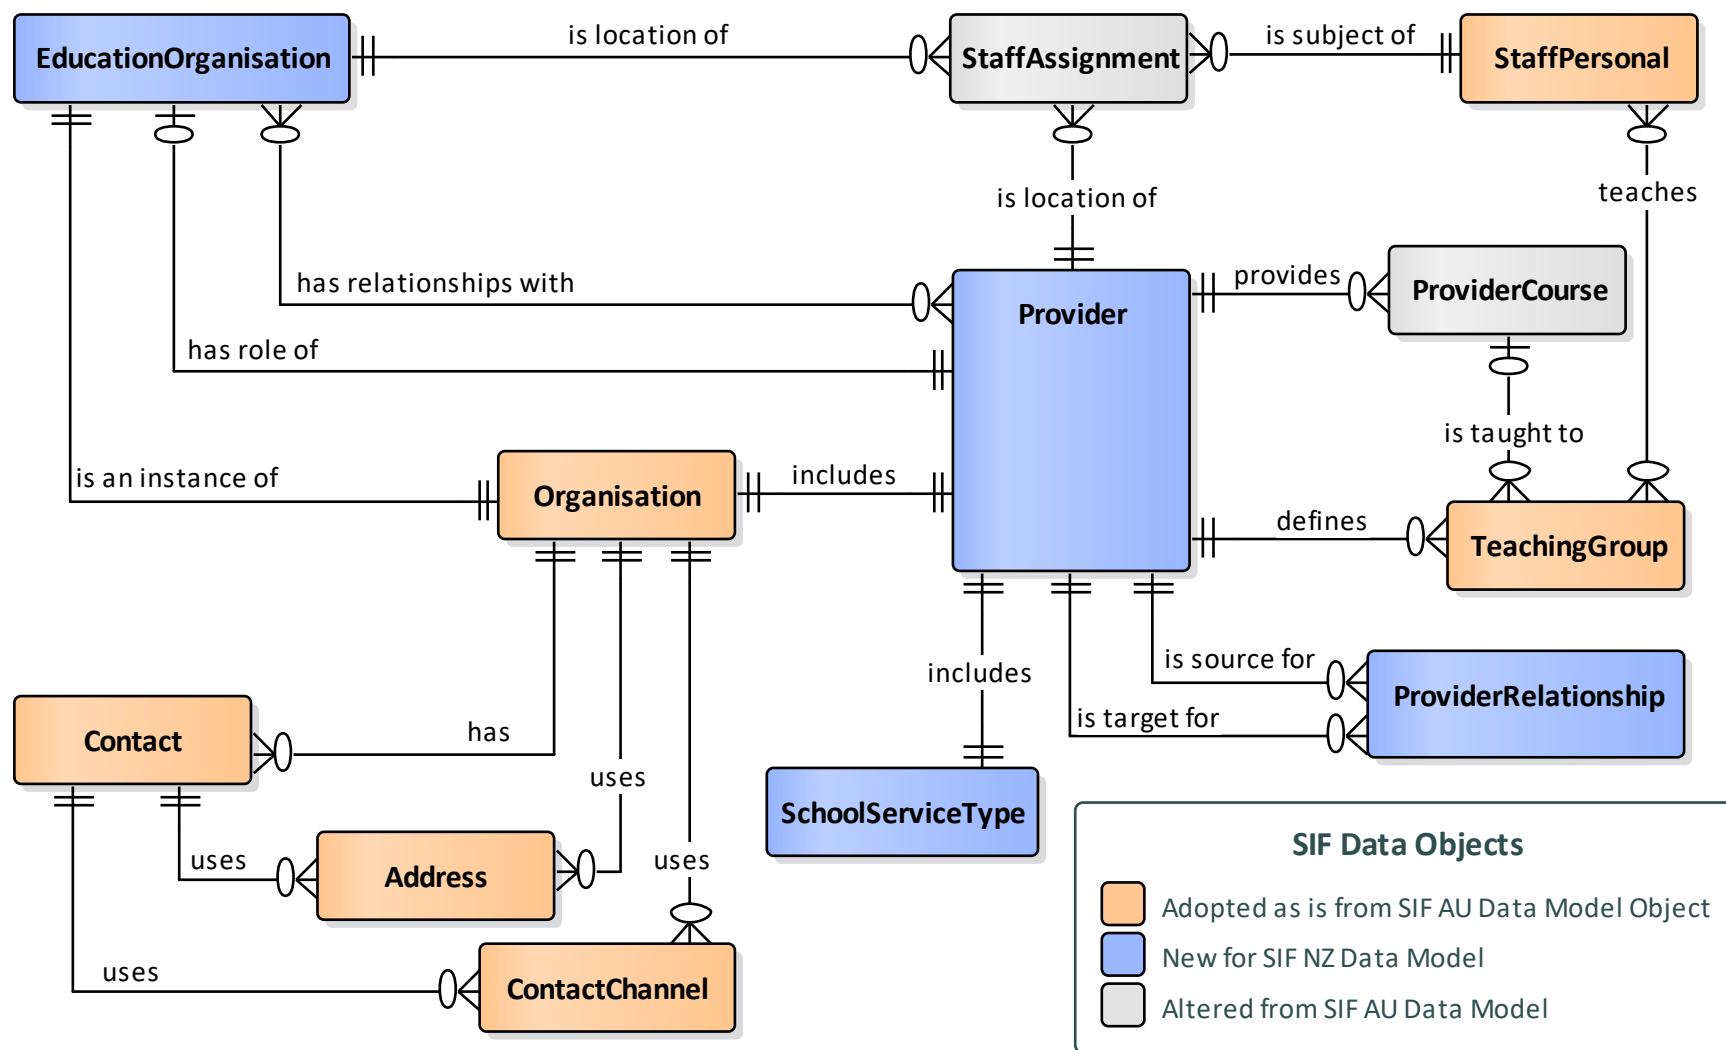 EducationOrganisation
is location of
StaffAssignment
is subject of
StaffPersonal
is location of
teaches
has relationships with
Provider
provides
ProviderCourse
has role of
is taught to
is an instance of
Organisation
includes
defines
TeachingGroup
includes
is source for
is target for
ProviderRelationship
Contact
has
uses
SchoolServiceType
uses
Address
uses
uses
ContactChannel
SIF Data Objects
Adopted as is from SIF AU Data Model Object
New for SIF NZ Data Model
Altered from SIF AU Data Model